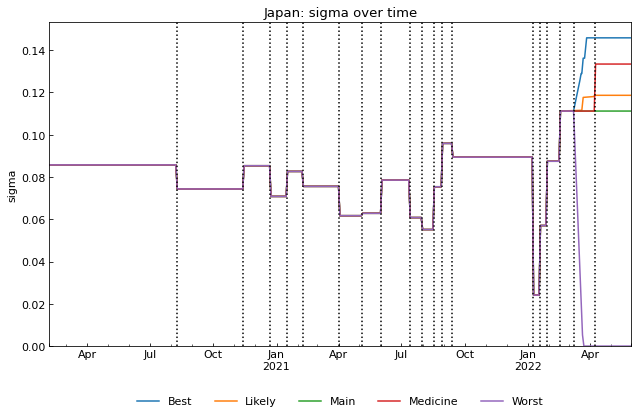 Japan: sigma over time
sigma
0.14
0.12
0.10
0.08
0.06
0.04
0.02
0.00
Apr Jul Oct Jan Apr Jul Oct Jan Apr
2021 2022
Best Likely Main Medicine Worst